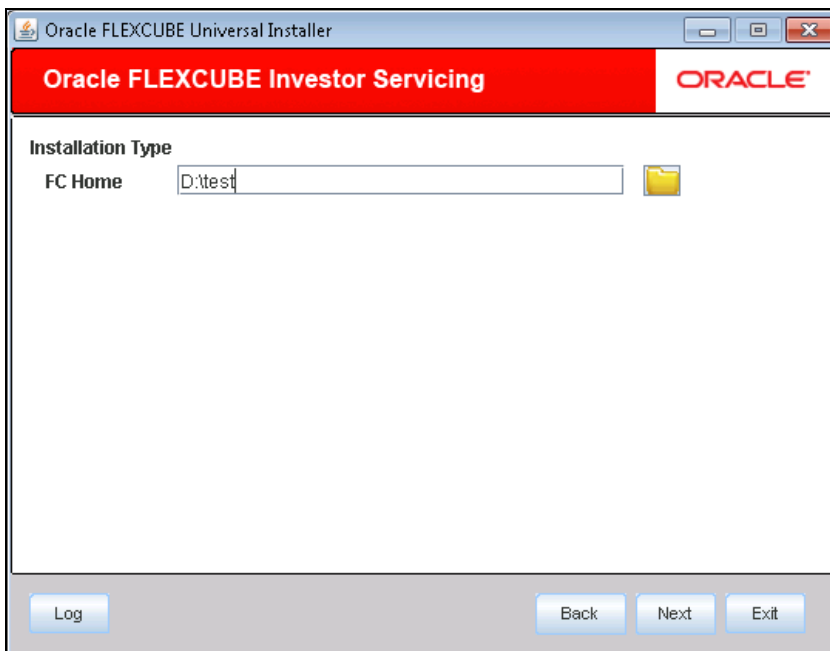 Oracle FLEXCUBE Universal Installer
Oracle FLEXCUBE Investor Servicing
ORACLE
Installation Type
FC Home D:\test
Log Back Next Exit